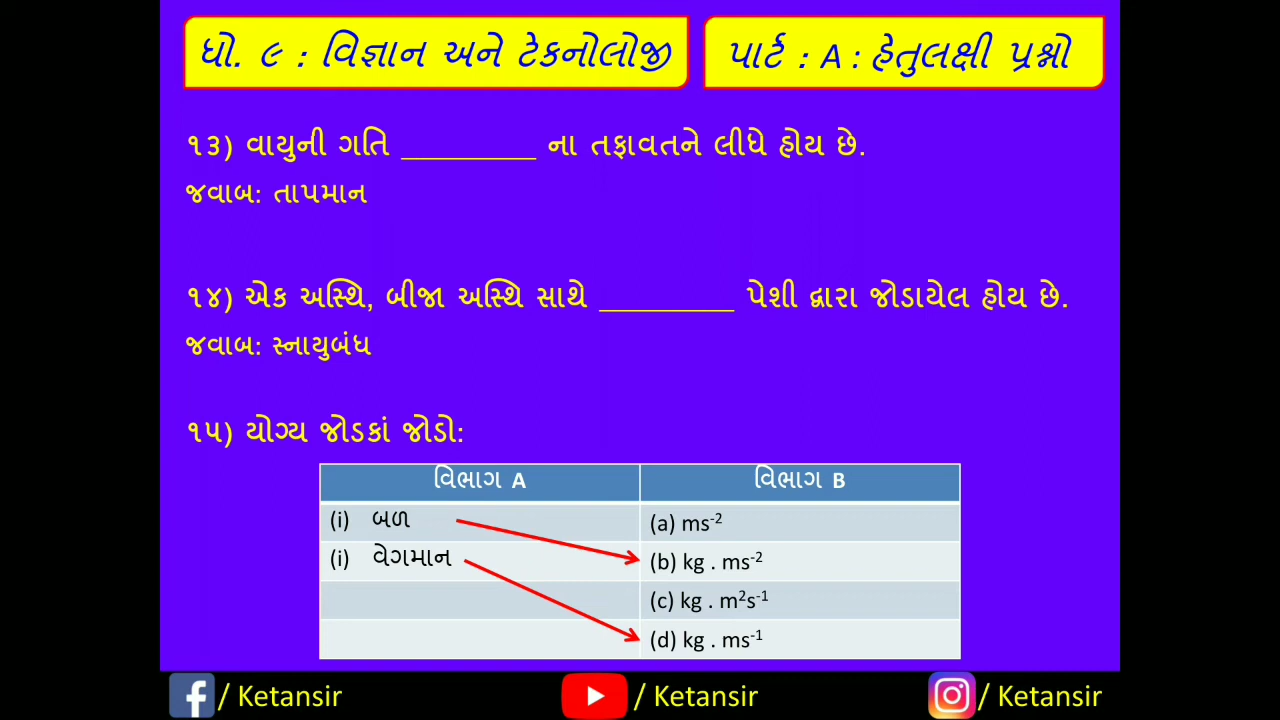 ધો. ૯ : વિજ્ઞાન અને ટેકનોલોજી
પાર્ટ : A : હેતુલક્ષી પ્રશ્નો
૧૩) વાયુની ગતિ _________ ના તફાવતને લીધે હોય છે.
જવાબ: તાપમાન
૧૪) એક અસ્થિ, બીજા અસ્થિ સાથે _________ પેશી દ્વારા જોડાયેલ હોય છે.
જવાબ: સ્નાયુબંધ
૧૫) યોગ્ય જોડકાં જોડો:
વિભાગ A વિભાગ B
(i) બળ (a) ms⁻²
(i) વેગમાન (b) kg . ms⁻²
(c) kg . m²s⁻¹
(d) kg . ms⁻¹
/ Ketansir / Ketansir / Ketansir